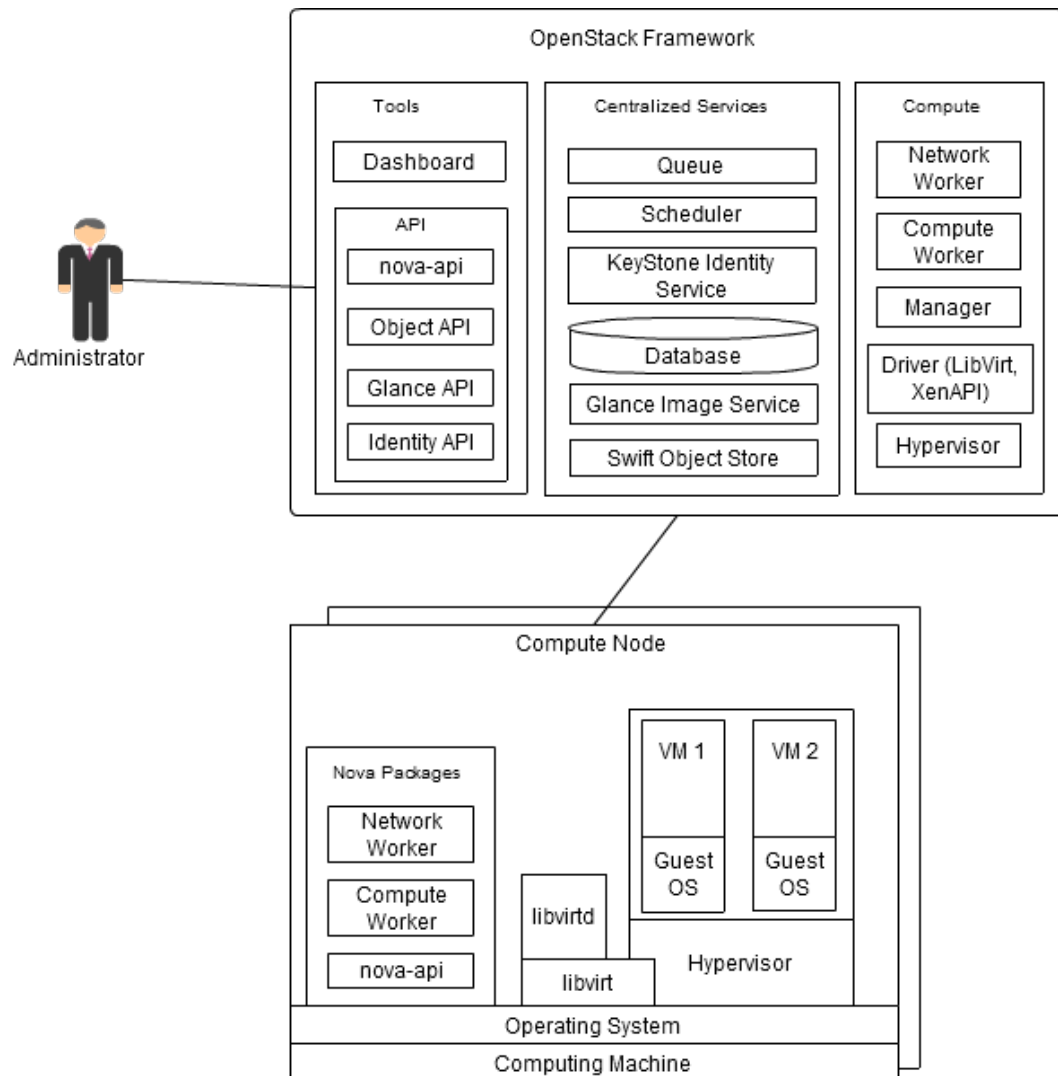 OpenStack Framework
Tools
Dashboard
API
nova-api
Object API
Glance API
Identity API
Centralized Services
Queue
Scheduler
KeyStone Identity
Service
Database
Glance Image Service
Swift Object Store
Compute
Network
Worker
Compute
Worker
Manager
Driver (LibVirt,
XenAPI)
Hypervisor
Administrator
Compute Node
Nova Packages
Network
Worker
Compute
Worker
nova-api
libvirtd
libvirt
VM 1
Guest
OS
VM 2
Guest
OS
Hypervisor
Operating System
Computing Machine